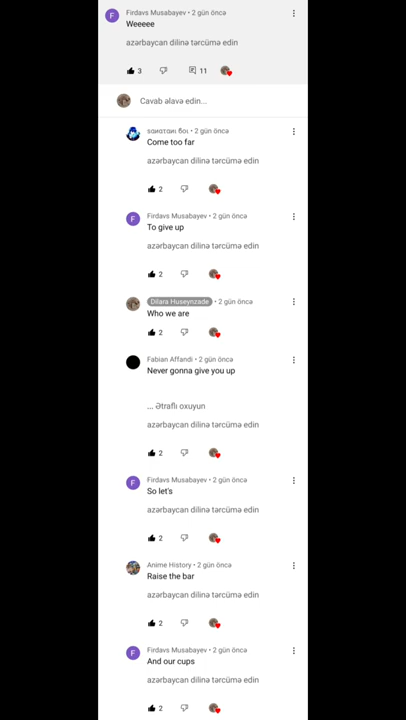 Firdavs Musabayev • 2 gün öncə
Weeeee
azərbaycan dilinə tərcümə edin
3
11
Cavab əlavə edin...
• 2 gün öncə
Come too far
azərbaycan dilinə tərcümə edin
2
Firdavs Musabayev • 2 gün öncə
To give up
azərbaycan dilinə tərcümə edin
2
Dilara Huseynzade • 2 gün öncə
Who we are
2
Fabian Affandi • 2 gün öncə
Never gonna give you up
... Ətraflı oxuyun
azərbaycan dilinə tərcümə edin
2
Firdavs Musabayev • 2 gün öncə
So let's
azərbaycan dilinə tərcümə edin
2
Anime History • 2 gün öncə
Raise the bar
azərbaycan dilinə tərcümə edin
2
Firdavs Musabayev • 2 gün öncə
And our cups
azərbaycan dilinə tərcümə edin
2